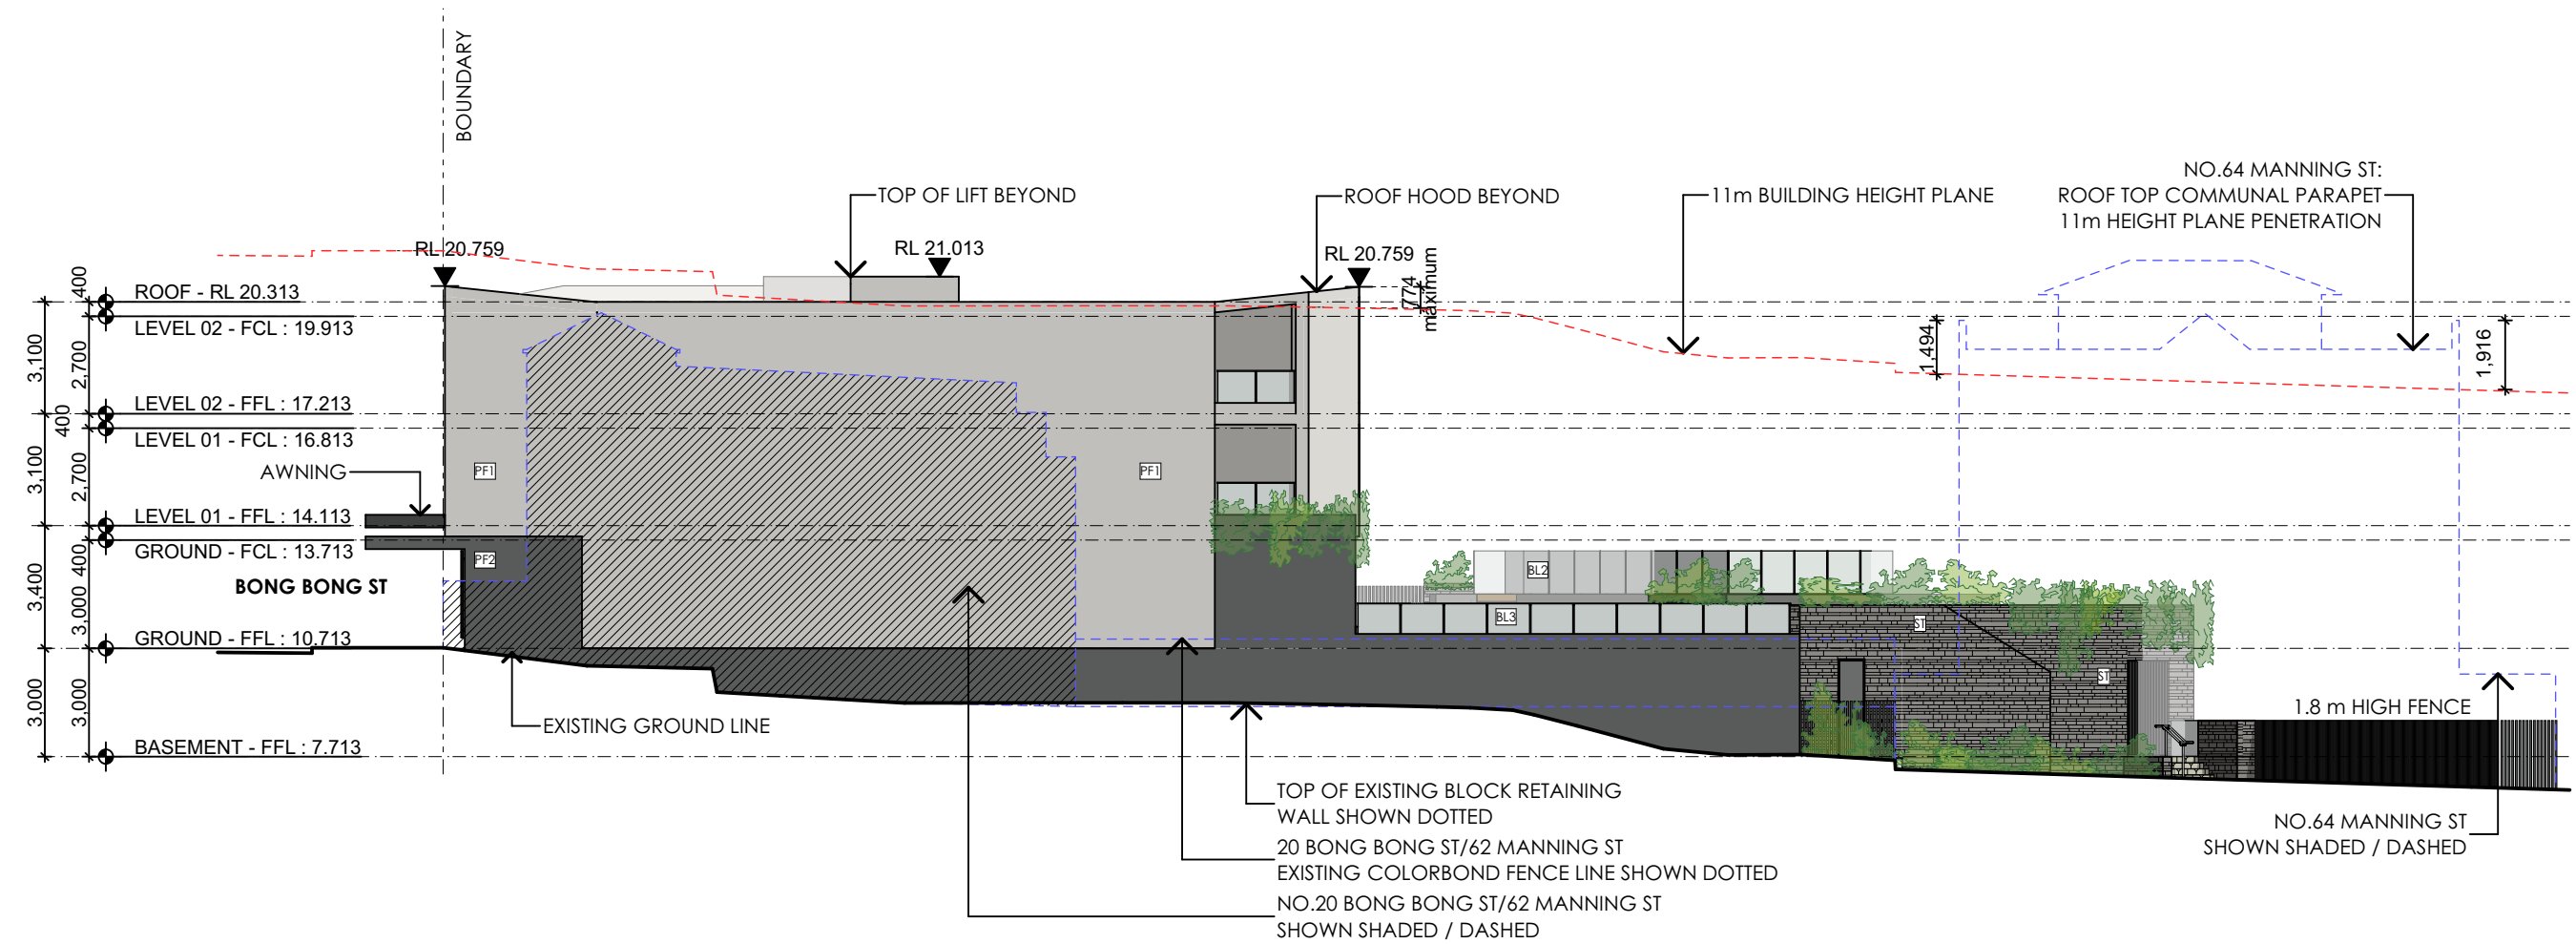 BOUNDARY
NO.64 MANNING ST:
ROOF TOP COMMUNAL PARAPET
11m HEIGHT PLANE PENETRATION
TOP OF LIFT BEYOND
ROOF HOOD BEYOND
11m BUILDING HEIGHT PLANE
RL 20.759
RL 21.013
RL 20.759
774
maximum
400
ROOF - RL 20.313
LEVEL 02 - FCL : 19.913
3,100
2,700
1,494
1,916
LEVEL 02 - FFL : 17.213
400
LEVEL 01 - FCL : 16.813
AWNING
PF1
PF1
3,100
2,700
LEVEL 01 - FFL : 14.113
GROUND - FCL : 13.713
400
PF2
BONG BONG ST
BL2
3,400
3,000
BL3
ST
GROUND - FFL : 10.713
ST
3,000
3,000
1.8 m HIGH FENCE
EXISTING GROUND LINE
BASEMENT - FFL : 7.713
TOP OF EXISTING BLOCK RETAINING
WALL SHOWN DOTTED
NO.64 MANNING ST
SHOWN SHADED / DASHED
20 BONG BONG ST/62 MANNING ST
EXISTING COLORBOND FENCE LINE SHOWN DOTTED
NO.20 BONG BONG ST/62 MANNING ST
SHOWN SHADED / DASHED